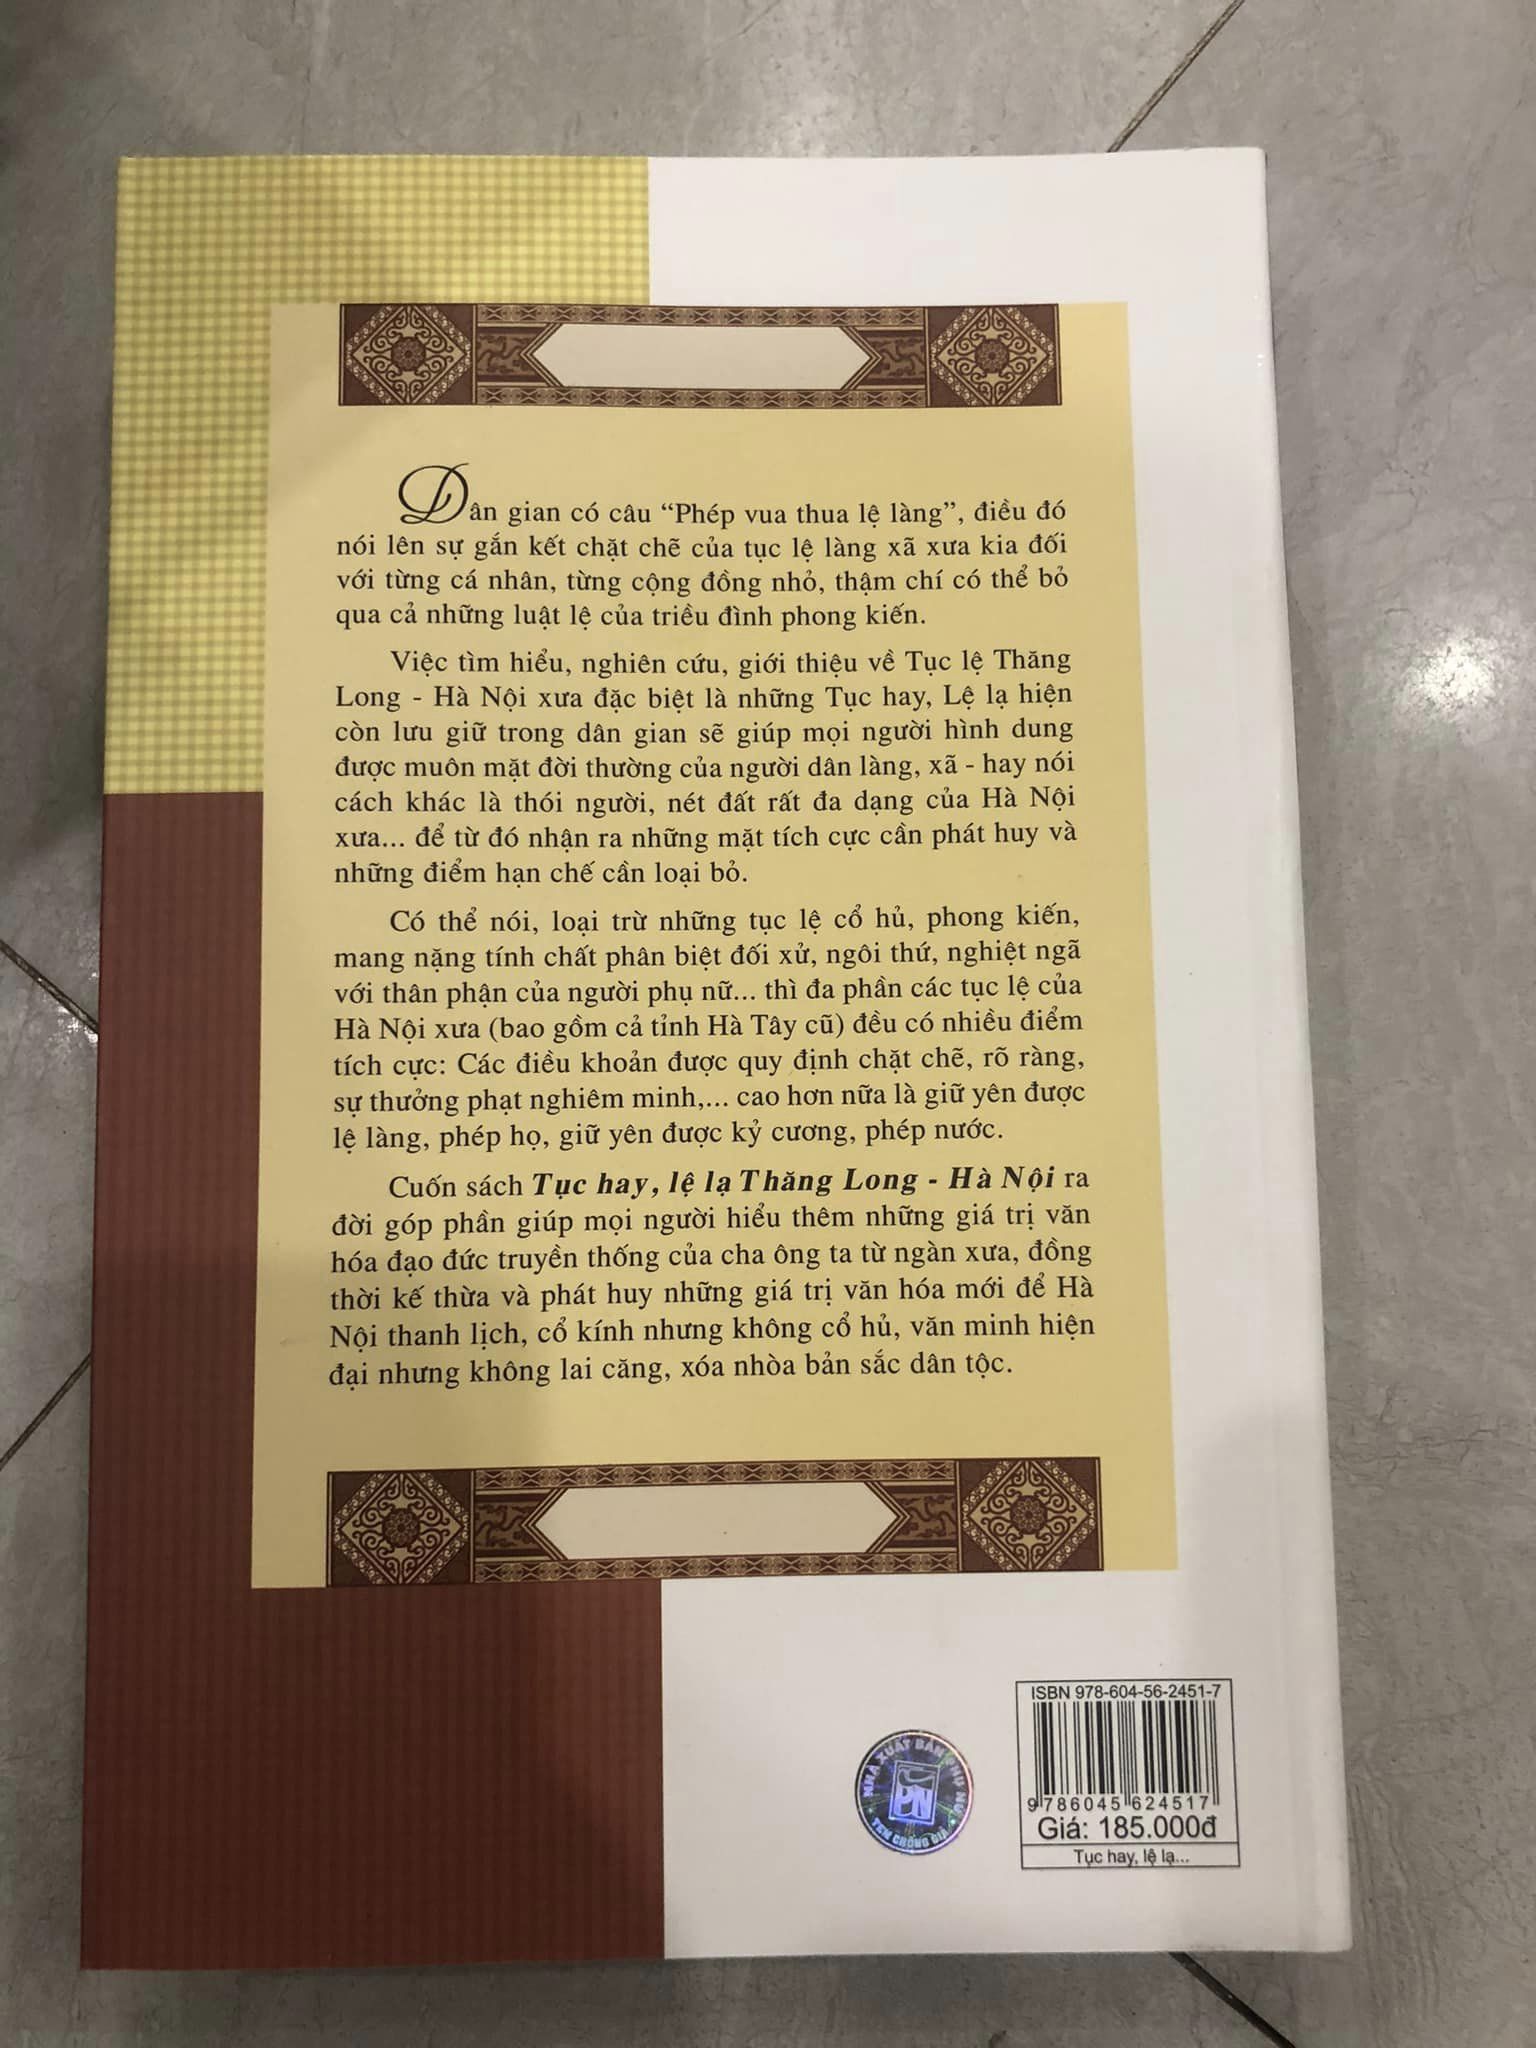 Dân gian có câu “Phép vua thua lệ làng”, điều đó
nói lên sự gắn kết chặt chẽ của tục lệ làng xã xưa kia đối
với từng cá nhân, từng cộng đồng nhỏ, thậm chí có thể bỏ
qua cả những luật lệ của triều đình phong kiến.
Việc tìm hiểu, nghiên cứu, giới thiệu về Tục lệ Thăng
Long - Hà Nội xưa đặc biệt là những Tục hay, Lệ lạ hiện
còn lưu giữ trong dân gian sẽ giúp mọi người hình dung
được muôn mặt đời thường của người dân làng, xã - hay nói
cách khác là thói người, nét đất rất đa dạng của Hà Nội
xưa... để từ đó nhận ra những mặt tích cực cần phát huy và
những điểm hạn chế cần loại bỏ.
Có thể nói, loại trừ những tục lệ cổ hủ, phong kiến,
mang nặng tính chất phân biệt đối xử, ngôi thứ, nghiệt ngã
với thân phận của người phụ nữ... thì đa phần các tục lệ của
Hà Nội xưa (bao gồm cả tỉnh Hà Tây cũ) đều có nhiều điểm
tích cực: Các điều khoản được quy định chặt chẽ, rõ ràng,
sự thưởng phạt nghiêm minh,... cao hơn nữa là giữ yên được
lệ làng, phép họ, giữ yên được kỷ cương, phép nước.
Cuốn sách Tục hay, lệ lạ Thăng Long - Hà Nội ra
đời góp phần giúp mọi người hiểu thêm những giá trị văn
hóa đạo đức truyền thống của cha ông ta từ ngàn xưa, đồng
thời kế thừa và phát huy những giá trị văn hóa mới để Hà
Nội thanh lịch, cổ kính nhưng không cổ hủ, văn minh hiện
đại nhưng không lai căng, xóa nhòa bản sắc dân tộc.
NHÀ XUẤT BẢN PHỤ NỮ
PN
TEM CHỐNG GIẢ
ISBN 978-604-56-2451-7
9 786045 624517
Giá: 185.000đ
Tục hay, lệ lạ...